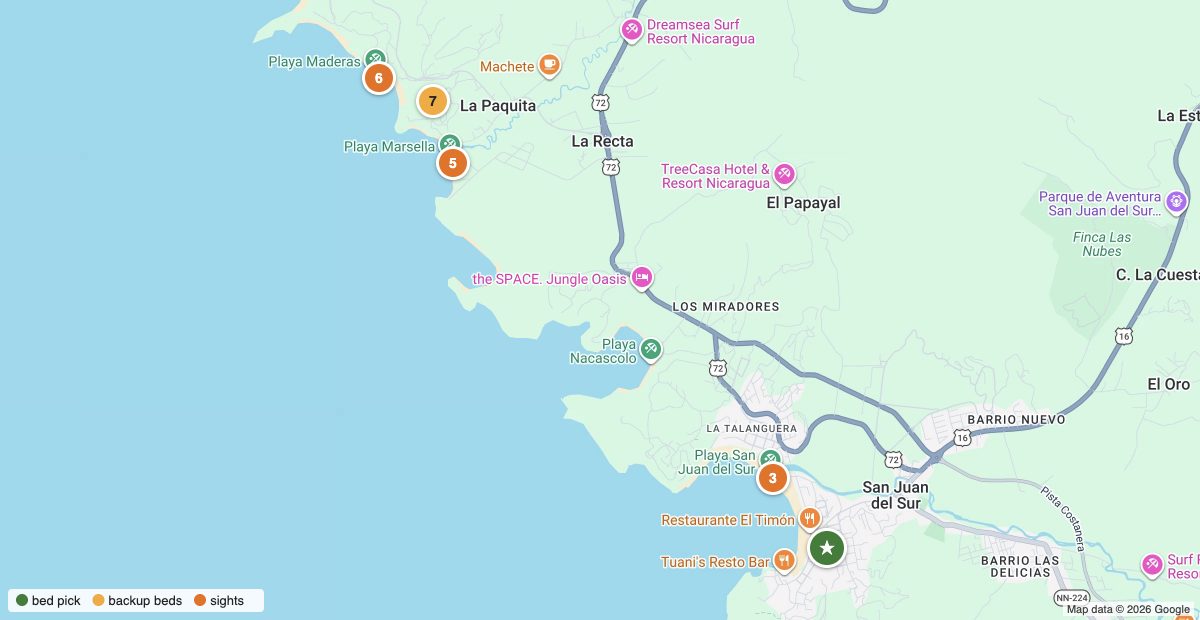 Dreamsea Surf
Resort Nicaragua
Playa Maderas
6
Machete
7
La Paquita
72
La Est
La Recta
Playa Marsella
5
72
TreeCasa Hotel &
Resort Nicaragua
El Papayal
Parque de Aventura
San Juan del Sur...
Finca Las
Nubes
C. La Cuesta
the SPACE. Jungle Oasis
LOS MIRADORES
16
Playa
Nacascolo
72
El Oro
LA TALANGUERA
BARRIO NUEVO
16
Playa San
Juan del Sur
3
72
San Juan
del Sur
Pista Costanera
Restaurante El Timón
Tuani's Resto Bar
BARRIO LAS
DELICIAS
Surf R
Resor
NN-224
bed pick
backup beds
sights
Map data © 2026 Google